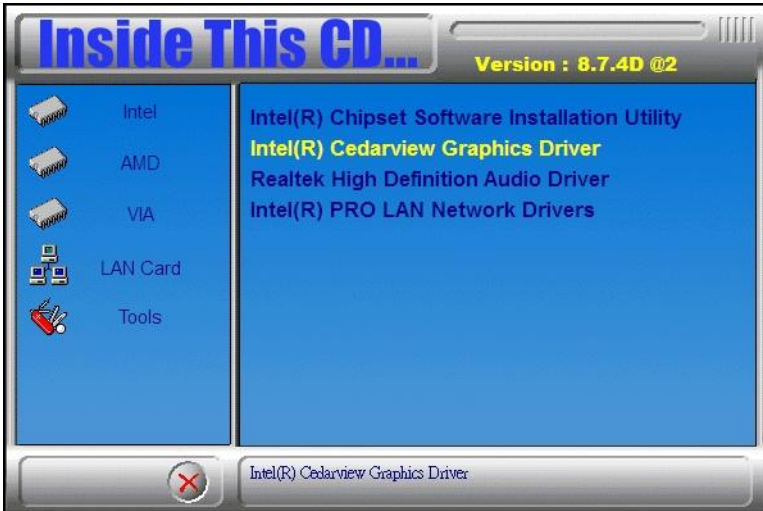 Inside This CD...
Version : 8.7.4D @2
Intel
AMD
VIA
LAN Card
Tools
Intel(R) Chipset Software Installation Utility
Intel(R) Cedarview Graphics Driver
Realtek High Definition Audio Driver
Intel(R) PRO LAN Network Drivers
Intel(R) Cedarview Graphics Driver